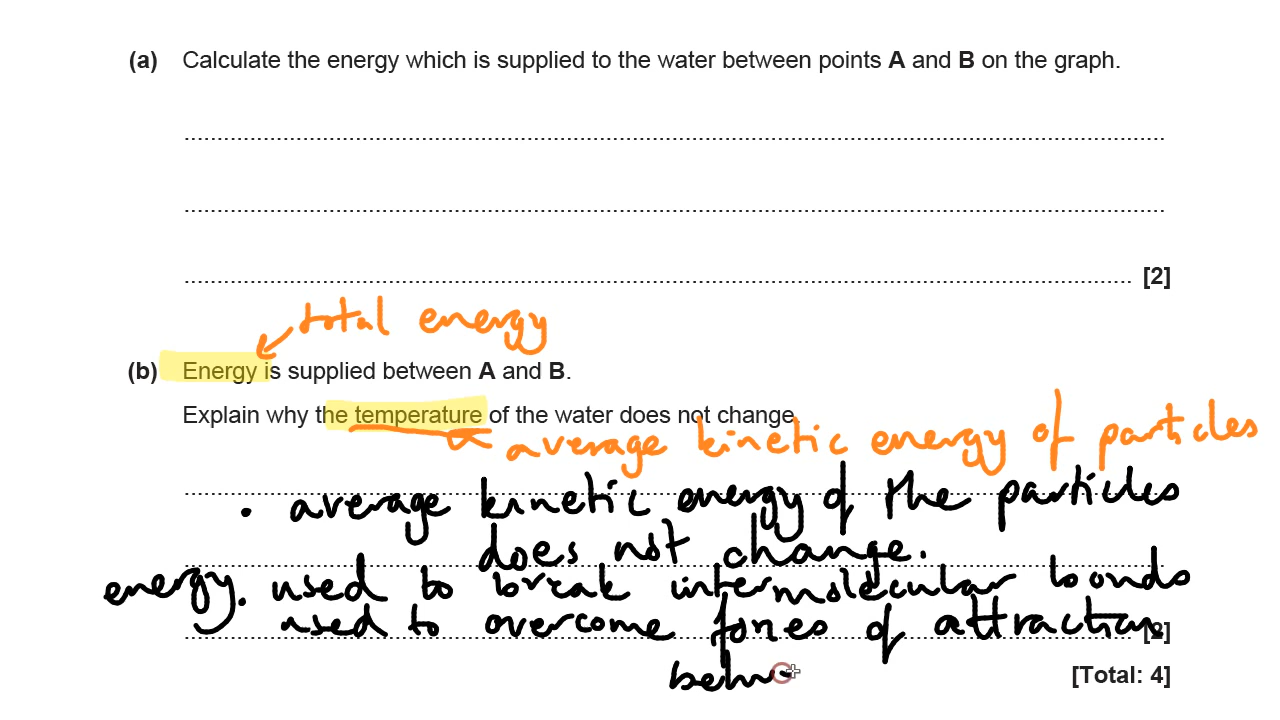 (a) Calculate the energy which is supplied to the water between points A and B on the graph.
[2]
total energy
(b) Energy is supplied between A and B.
Explain why the temperature of the water does not change.
average kinetic energy of particles
. average kinetic energy of the particles
does not change.
energy. used to break intermolecular bonds
used to overcome forces of attraction [2]
[Total: 4]